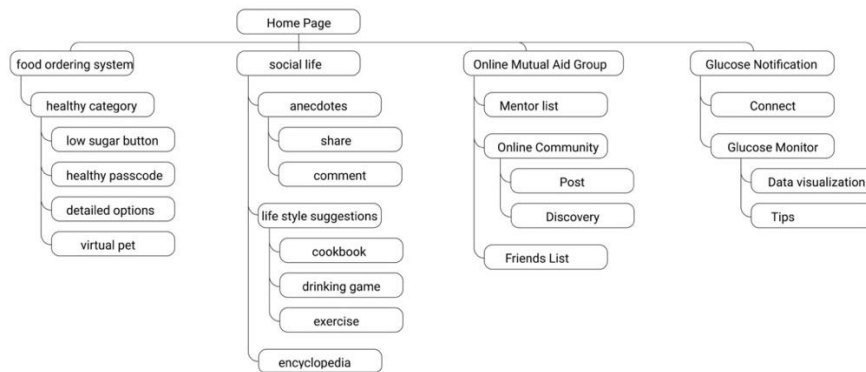 Home Page
food ordering system
healthy category
low sugar button
healthy passcode
detailed options
virtual pet
social life
anecdotes
share
comment
life style suggestions
cookbook
drinking game
exercise
encyclopedia
Online Mutual Aid Group
Mentor list
Online Community
Post
Discovery
Friends List
Glucose Notification
Connect
Glucose Monitor
Data visualization
Tips